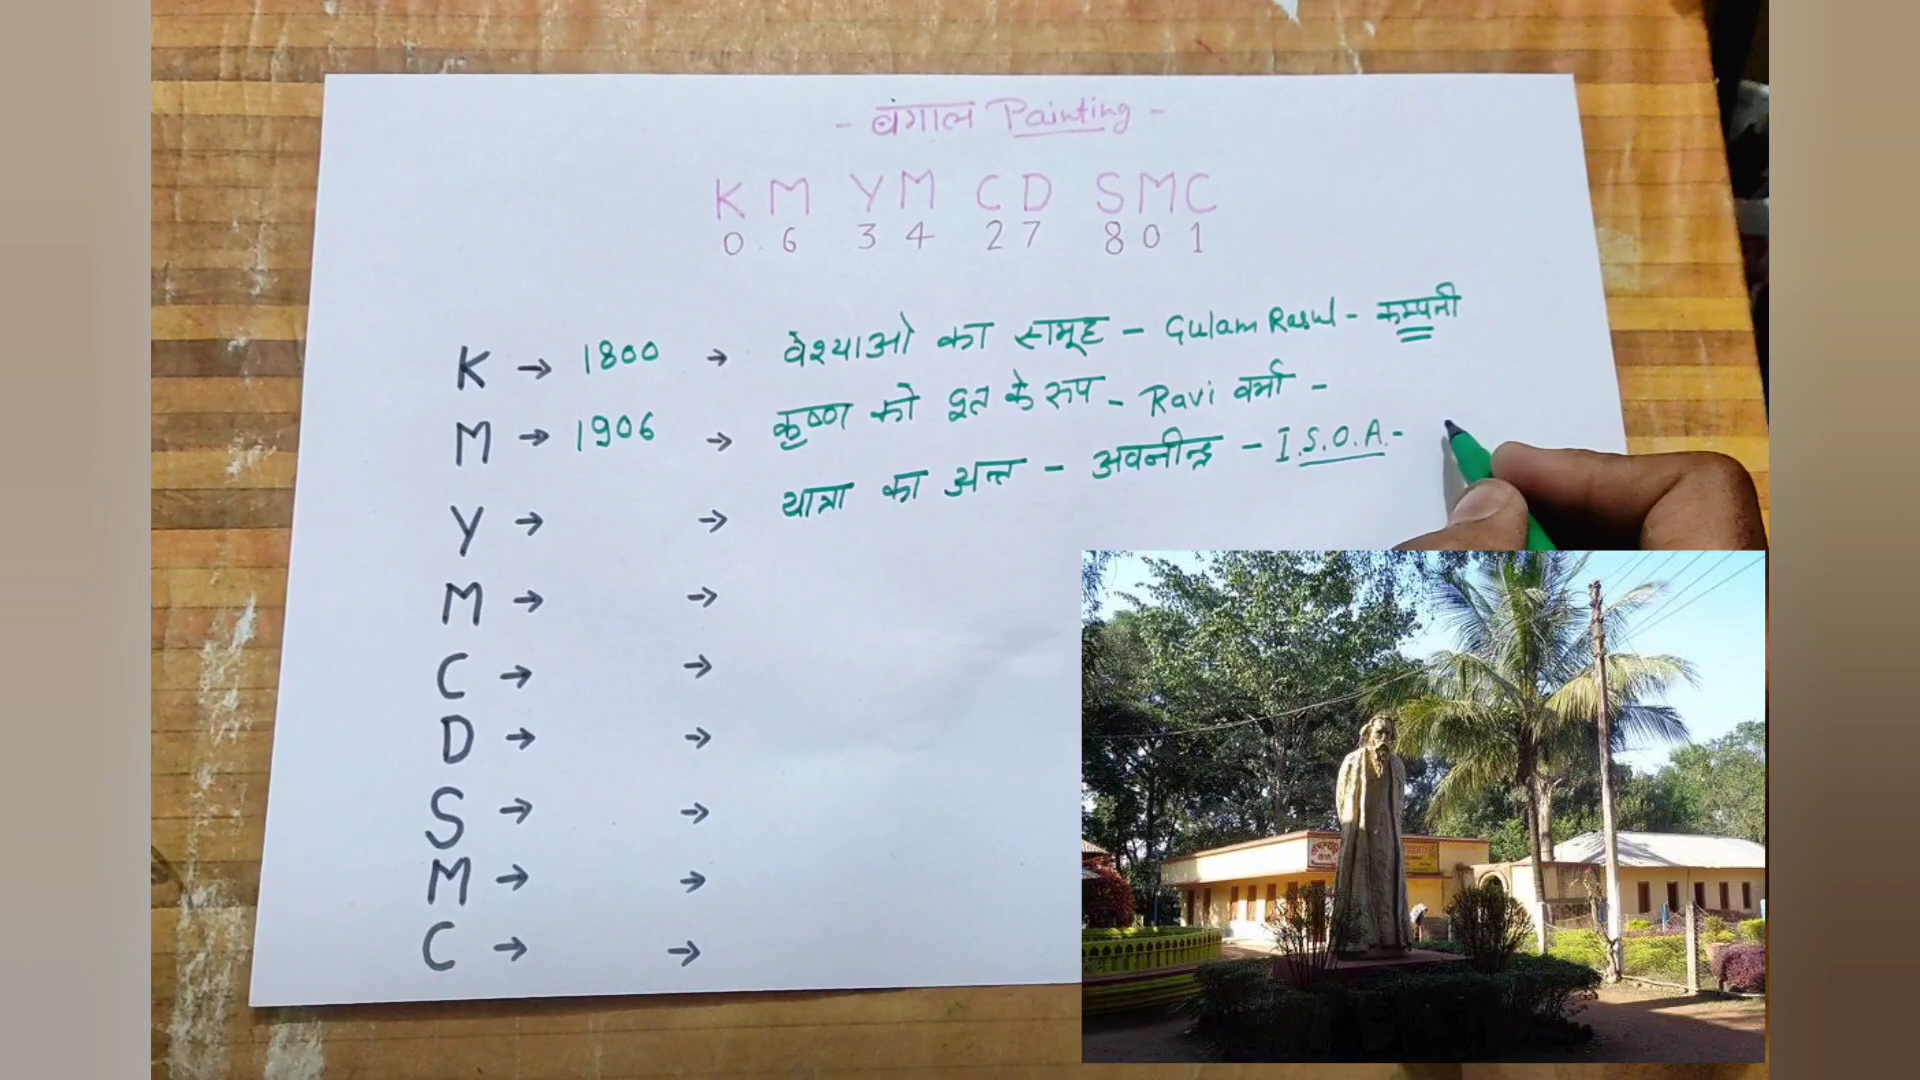 - बंगाल Painting -
K M Y M C D S M C
0 . 6 3 4 2 7 8 0 1
K → 1800 → वेश्याओ का सामूह - Gulam Rasul - कम्पनी
M → 1906 → कृष्ण को दूत के रूप - Ravi वर्मा -
Y → → यात्रा का अन्त - अवनीन्द्र - I.S.O.A. -
M → →
C → →
D → →
S → →
M → →
C → →